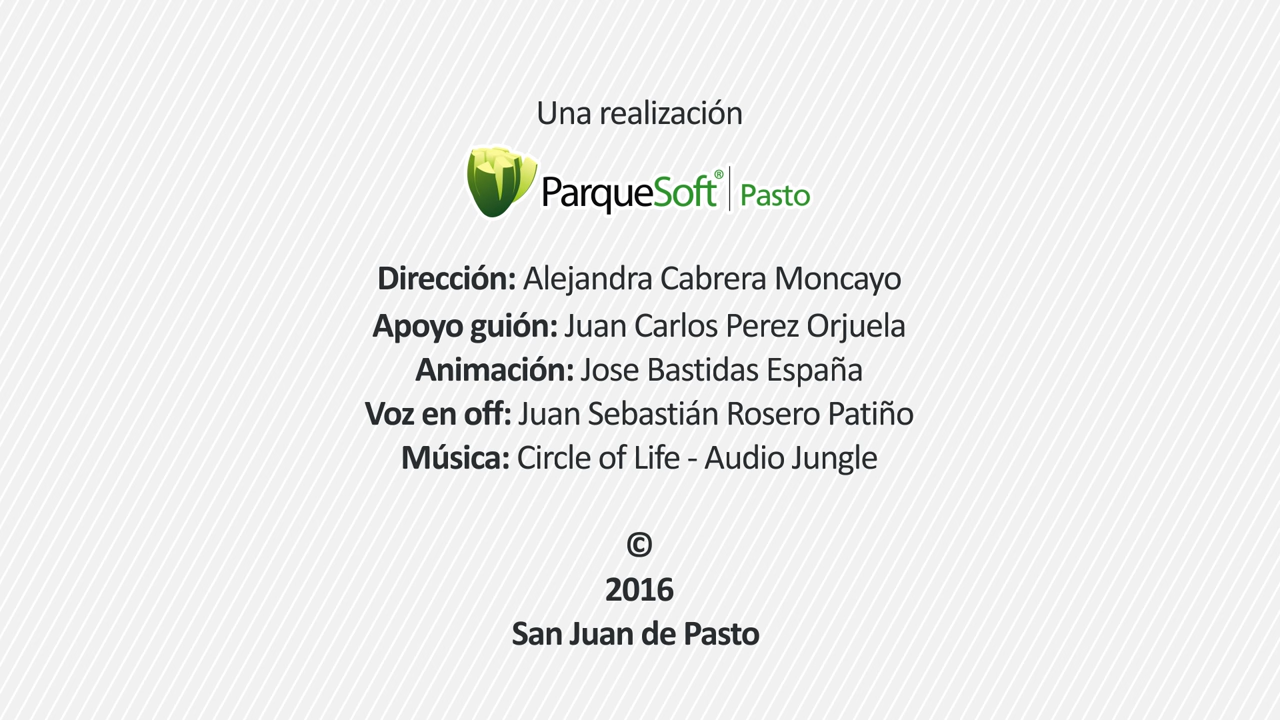 Una realización
ParqueSoft® | Pasto
Dirección: Alejandra Cabrera Moncayo
Apoyo guión: Juan Carlos Perez Orjuela
Animación: Jose Bastidas España
Voz en off: Juan Sebastián Rosero Patiño
Música: Circle of Life - Audio Jungle
©
2016
San Juan de Pasto